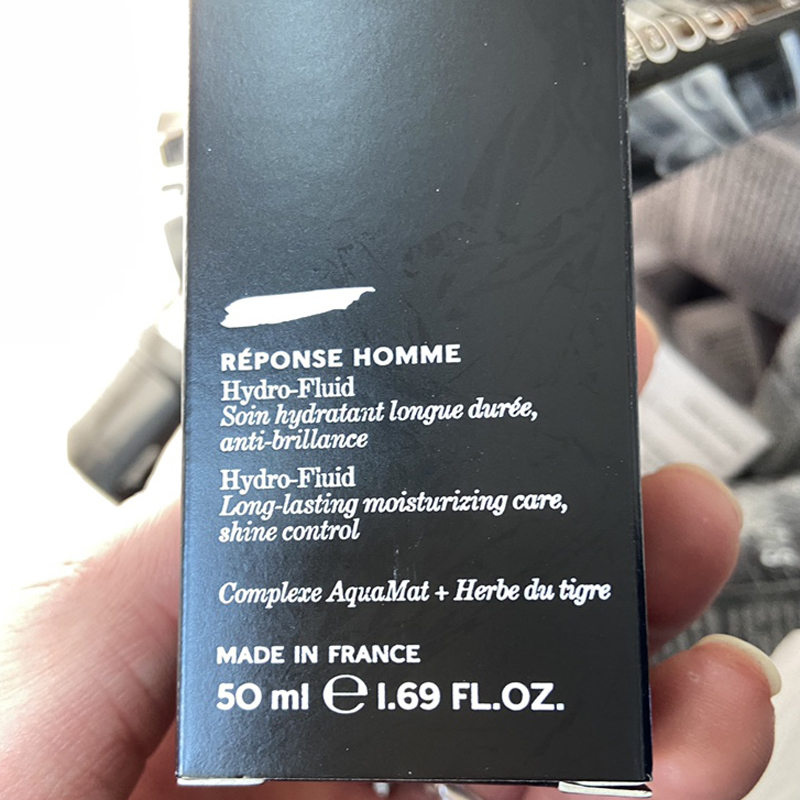 RÉPONSE HOMME
Hydro-Fluid
Soin hydratant longue durée,
anti-brillance
Hydro-Fluid
Long-lasting moisturizing care,
shine control
Complexe AquaMat + Herbe du tigre
MADE IN FRANCE
50 ml ℮ 1.69 FL.OZ.